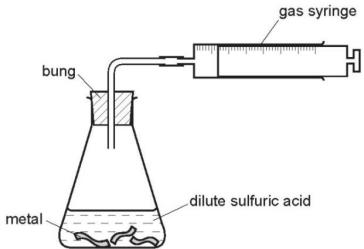 gas syringe
bung
dilute sulfuric acid
metal